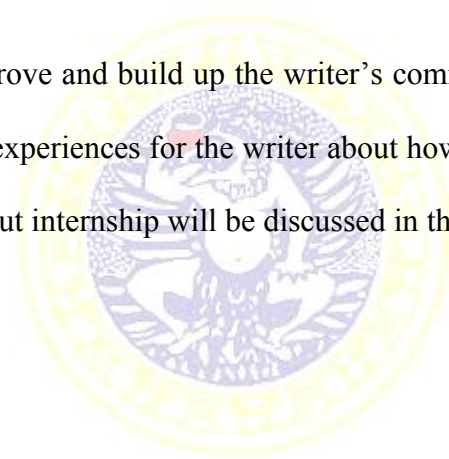 rove and build up the writer’s com
experiences for the writer about how
ut internship will be discussed in th